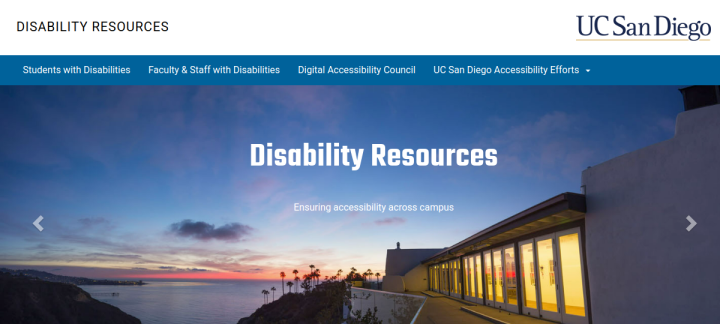 DISABILITY RESOURCES
UC San Diego
Students with Disabilities
Faculty & Staff with Disabilities
Digital Accessibility Council
UC San Diego Accessibility Efforts
Disability Resources
Ensuring accessibility across campus